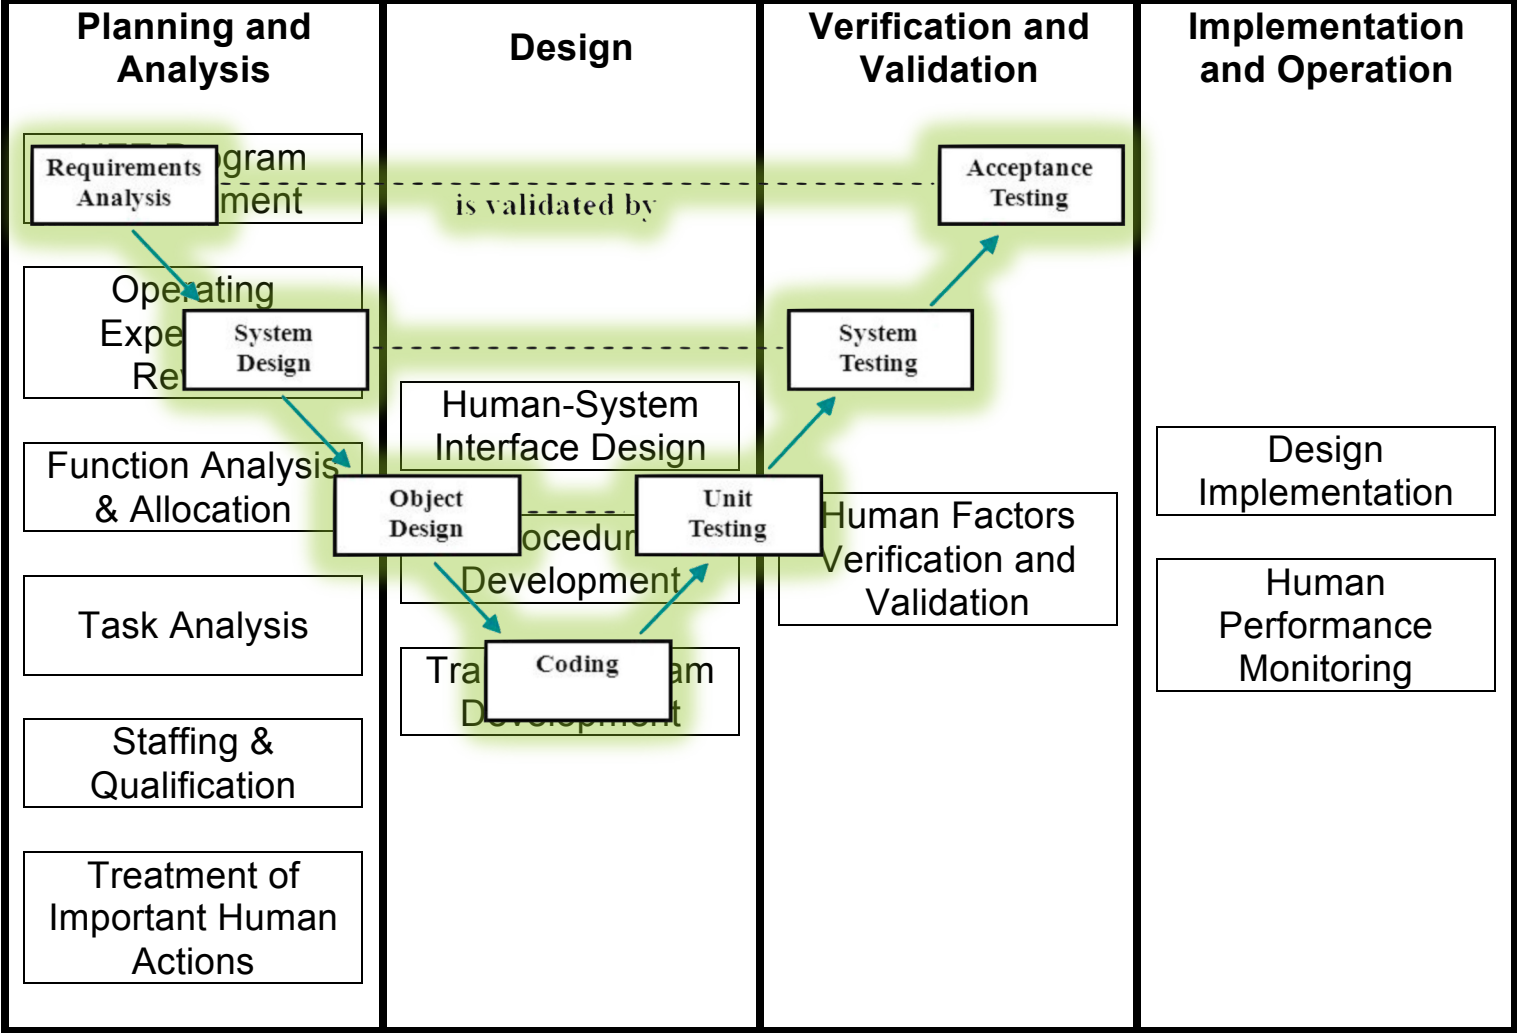 Planning and
Analysis
Design
Verification and
Validation
Implementation
and Operation
Requirements
Analysis
Acceptance
Testing
is validated by
Operating
System
Design
System
Testing
Human-System
Interface Design
Function Analysis
& Allocation
Object
Design
Unit
Testing
Development
Human Factors
Verification and
Validation
Design
Implementation
Task Analysis
Coding
Human
Performance
Monitoring
Staffing &
Qualification
Treatment of
Important Human
Actions